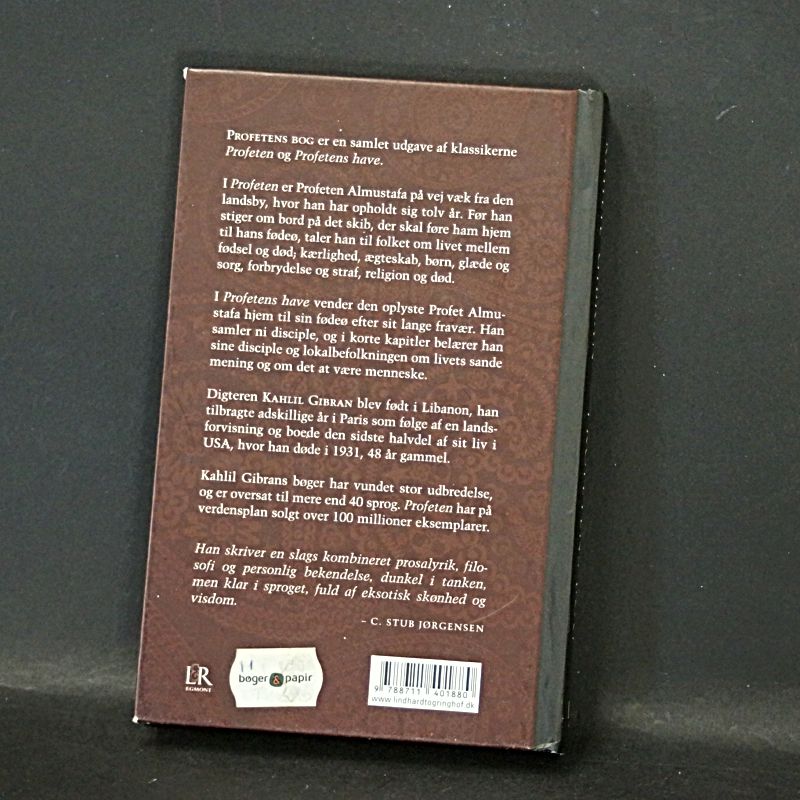 PROFETENS BOG er en samlet udgave af klassikerne
Profeten og Profetens have.
I Profeten er Profeten Almustafa på vej væk fra den
landsby, hvor han har opholdt sig tolv år. Før han
stiger om bord på det skib, der skal føre ham hjem
til hans fødeø, taler han til folket om livet mellem
fødsel og død, kærlighed, ægteskab, børn, glæde og
sorg, forbrydelse og straf, religion og død.
I Profetens have vender den oplyste Profet Almu-
stafa hjem til sin fødeø efter sit lange fravær. Han
samler ni disciple, og i korte kapitler belærer han
sine disciple og lokalbefolkningen om livets sande
mening og om det at være menneske.
Digteren KAHLIL GIBRAN blev født i Libanon, han
tilbragte adskillige år i Paris som følge af en lands-
forvisning og boede den sidste halvdel af sit liv i
USA, hvor han døde i 1931, 48 år gammel.
Kahlil Gibrans bøger har vundet stor udbredelse,
og er oversat til mere end 40 sprog. Profeten har på
verdensplan solgt over 100 millioner eksemplarer.
Han skriver en slags kombineret prosalyrik, filo-
sofi og personlig bekendelse, dunkel i tanken,
men klar i sproget, fuld af eksotisk skønhed og
visdom.
– C. STUB JØRGENSEN
L&R
EGMONT
bøger & papir
9 788711 401880
www.lindhardtogringhof.dk